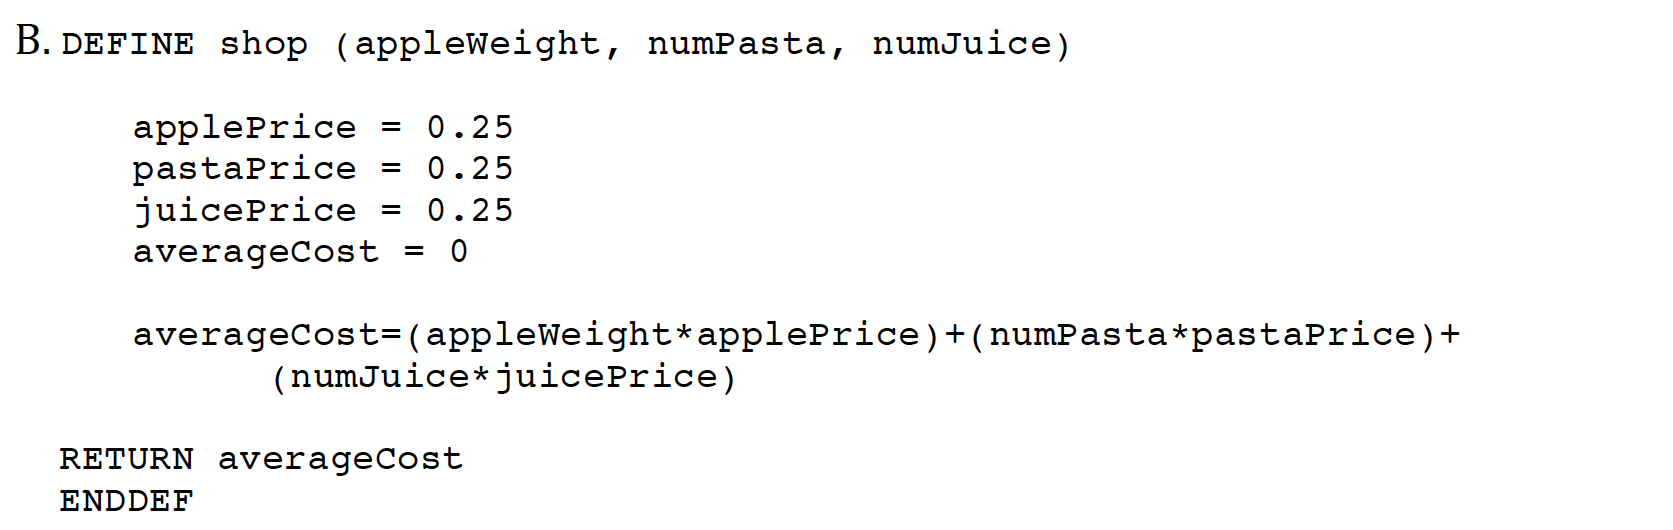 B. DEFINE shop (appleWeight, numPasta, numJuice)
applePrice = 0.25
pastaPrice = 0.25
juicePrice = 0.25
averageCost = 0
averageCost=(appleWeight*applePrice)+(numPasta*pastaPrice)+
(numJuice*juicePrice)
RETURN averageCost
ENDDEF